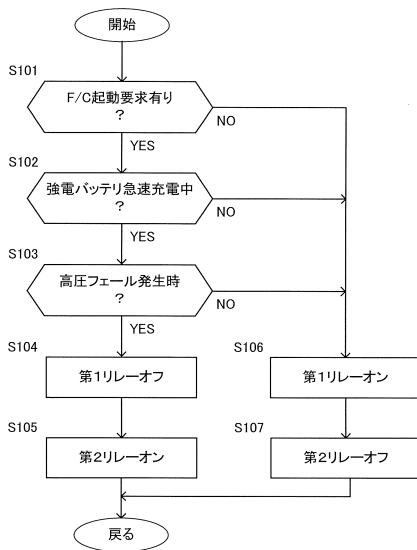 開始
S101
F/C起動要求有り
?
NO
YES
S102
強電バッテリ急速充電中
?
NO
YES
S103
高圧フェール発生時
?
NO
YES
S104
第1リレーオフ
S106
第1リレーオン
S105
第2リレーオン
S107
第2リレーオフ
戻る